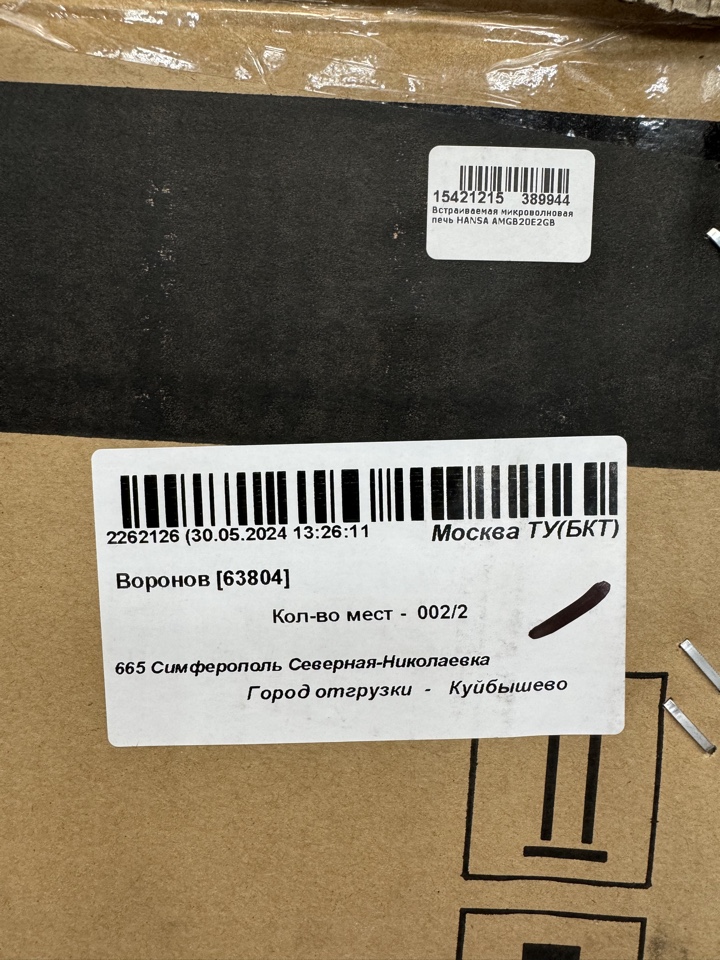 15421215 389944
Встраиваемая микроволновая
печь HANSA AMGB20E2GB
2262126 (30.05.2024 13:26:11
Москва ТУ(БКТ)
Воронов [63804]
Кол-во мест - 002/2
665 Симферополь Северная-Николаевка
Город отгрузки - Куйбышево